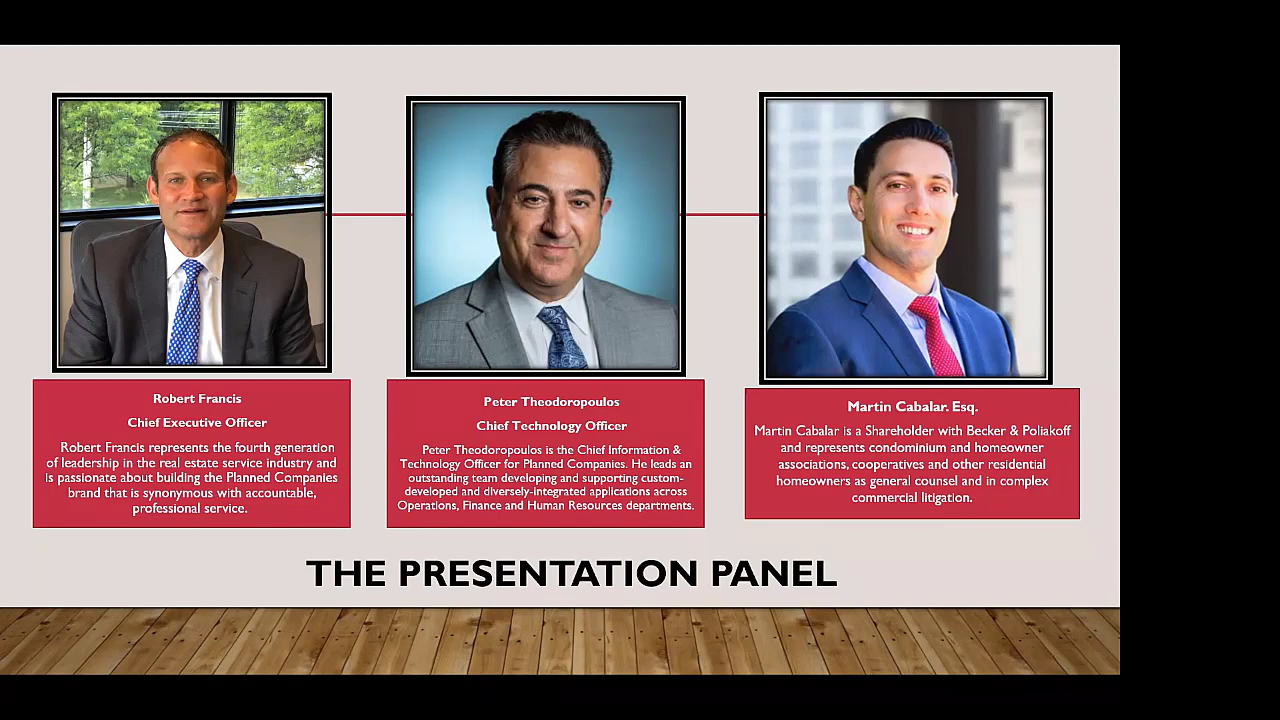 Robert Francis
Chief Executive Officer
Robert Francis represents the fourth generation
of leadership in the real estate service industry and
is passionate about building the Planned Companies
brand that is synonymous with accountable,
professional service.
Peter Theodoropoulos
Chief Technology Officer
Peter Theodoropoulos is the Chief Information &
Technology Officer for Planned Companies. He leads an
outstanding team developing and supporting custom-
developed and diversely-integrated applications across
Operations, Finance and Human Resources departments.
Martin Cabalar. Esq.
Martin Cabalar is a Shareholder with Becker & Poliakoff
and represents condominium and homeowner
associations, cooperatives and other residential
homeowners as general counsel and in complex
commercial litigation.
THE PRESENTATION PANEL